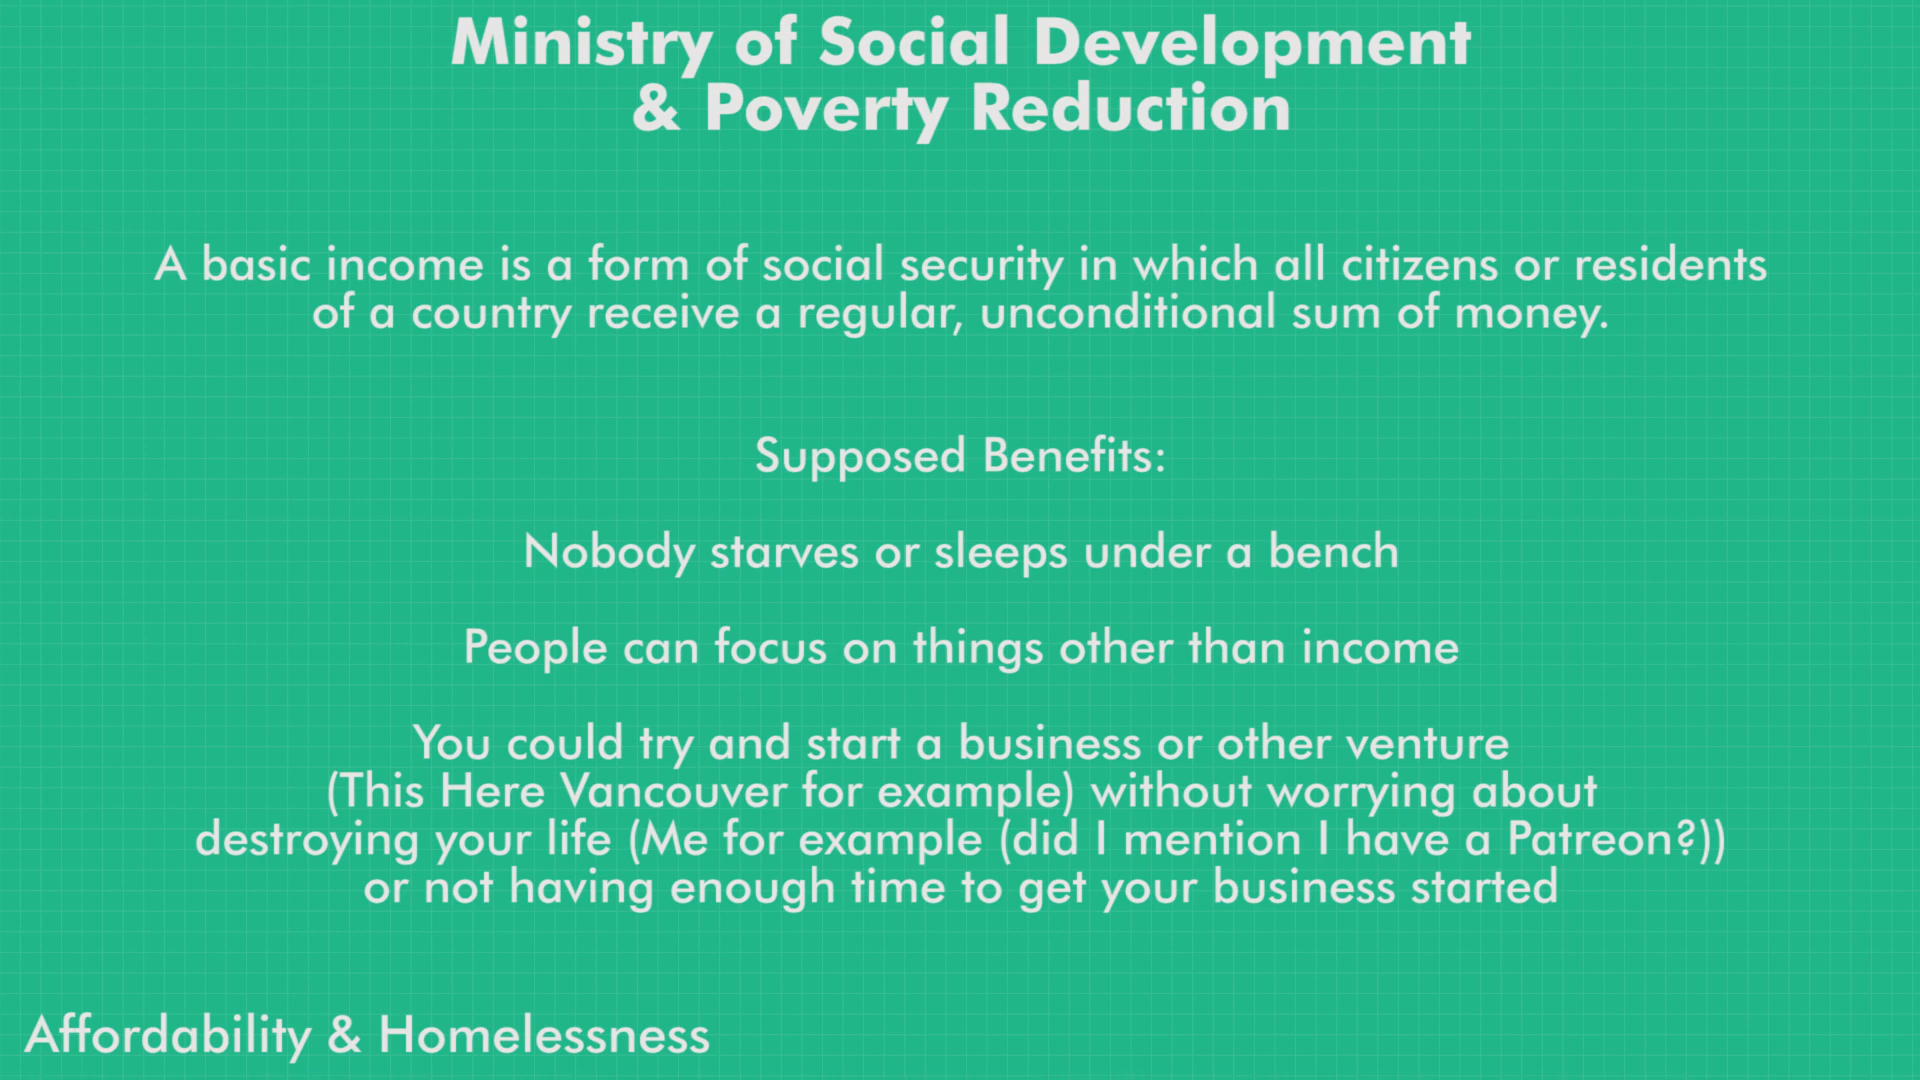 Ministry of Social Development
& Poverty Reduction
A basic income is a form of social security in which all citizens or residents
of a country receive a regular, unconditional sum of money.
Supposed Benefits:
Nobody starves or sleeps under a bench
People can focus on things other than income
You could try and start a business or other venture
(This Here Vancouver for example) without worrying about
destroying your life (Me for example (did I mention I have a Patreon?))
or not having enough time to get your business started
Affordability & Homelessness